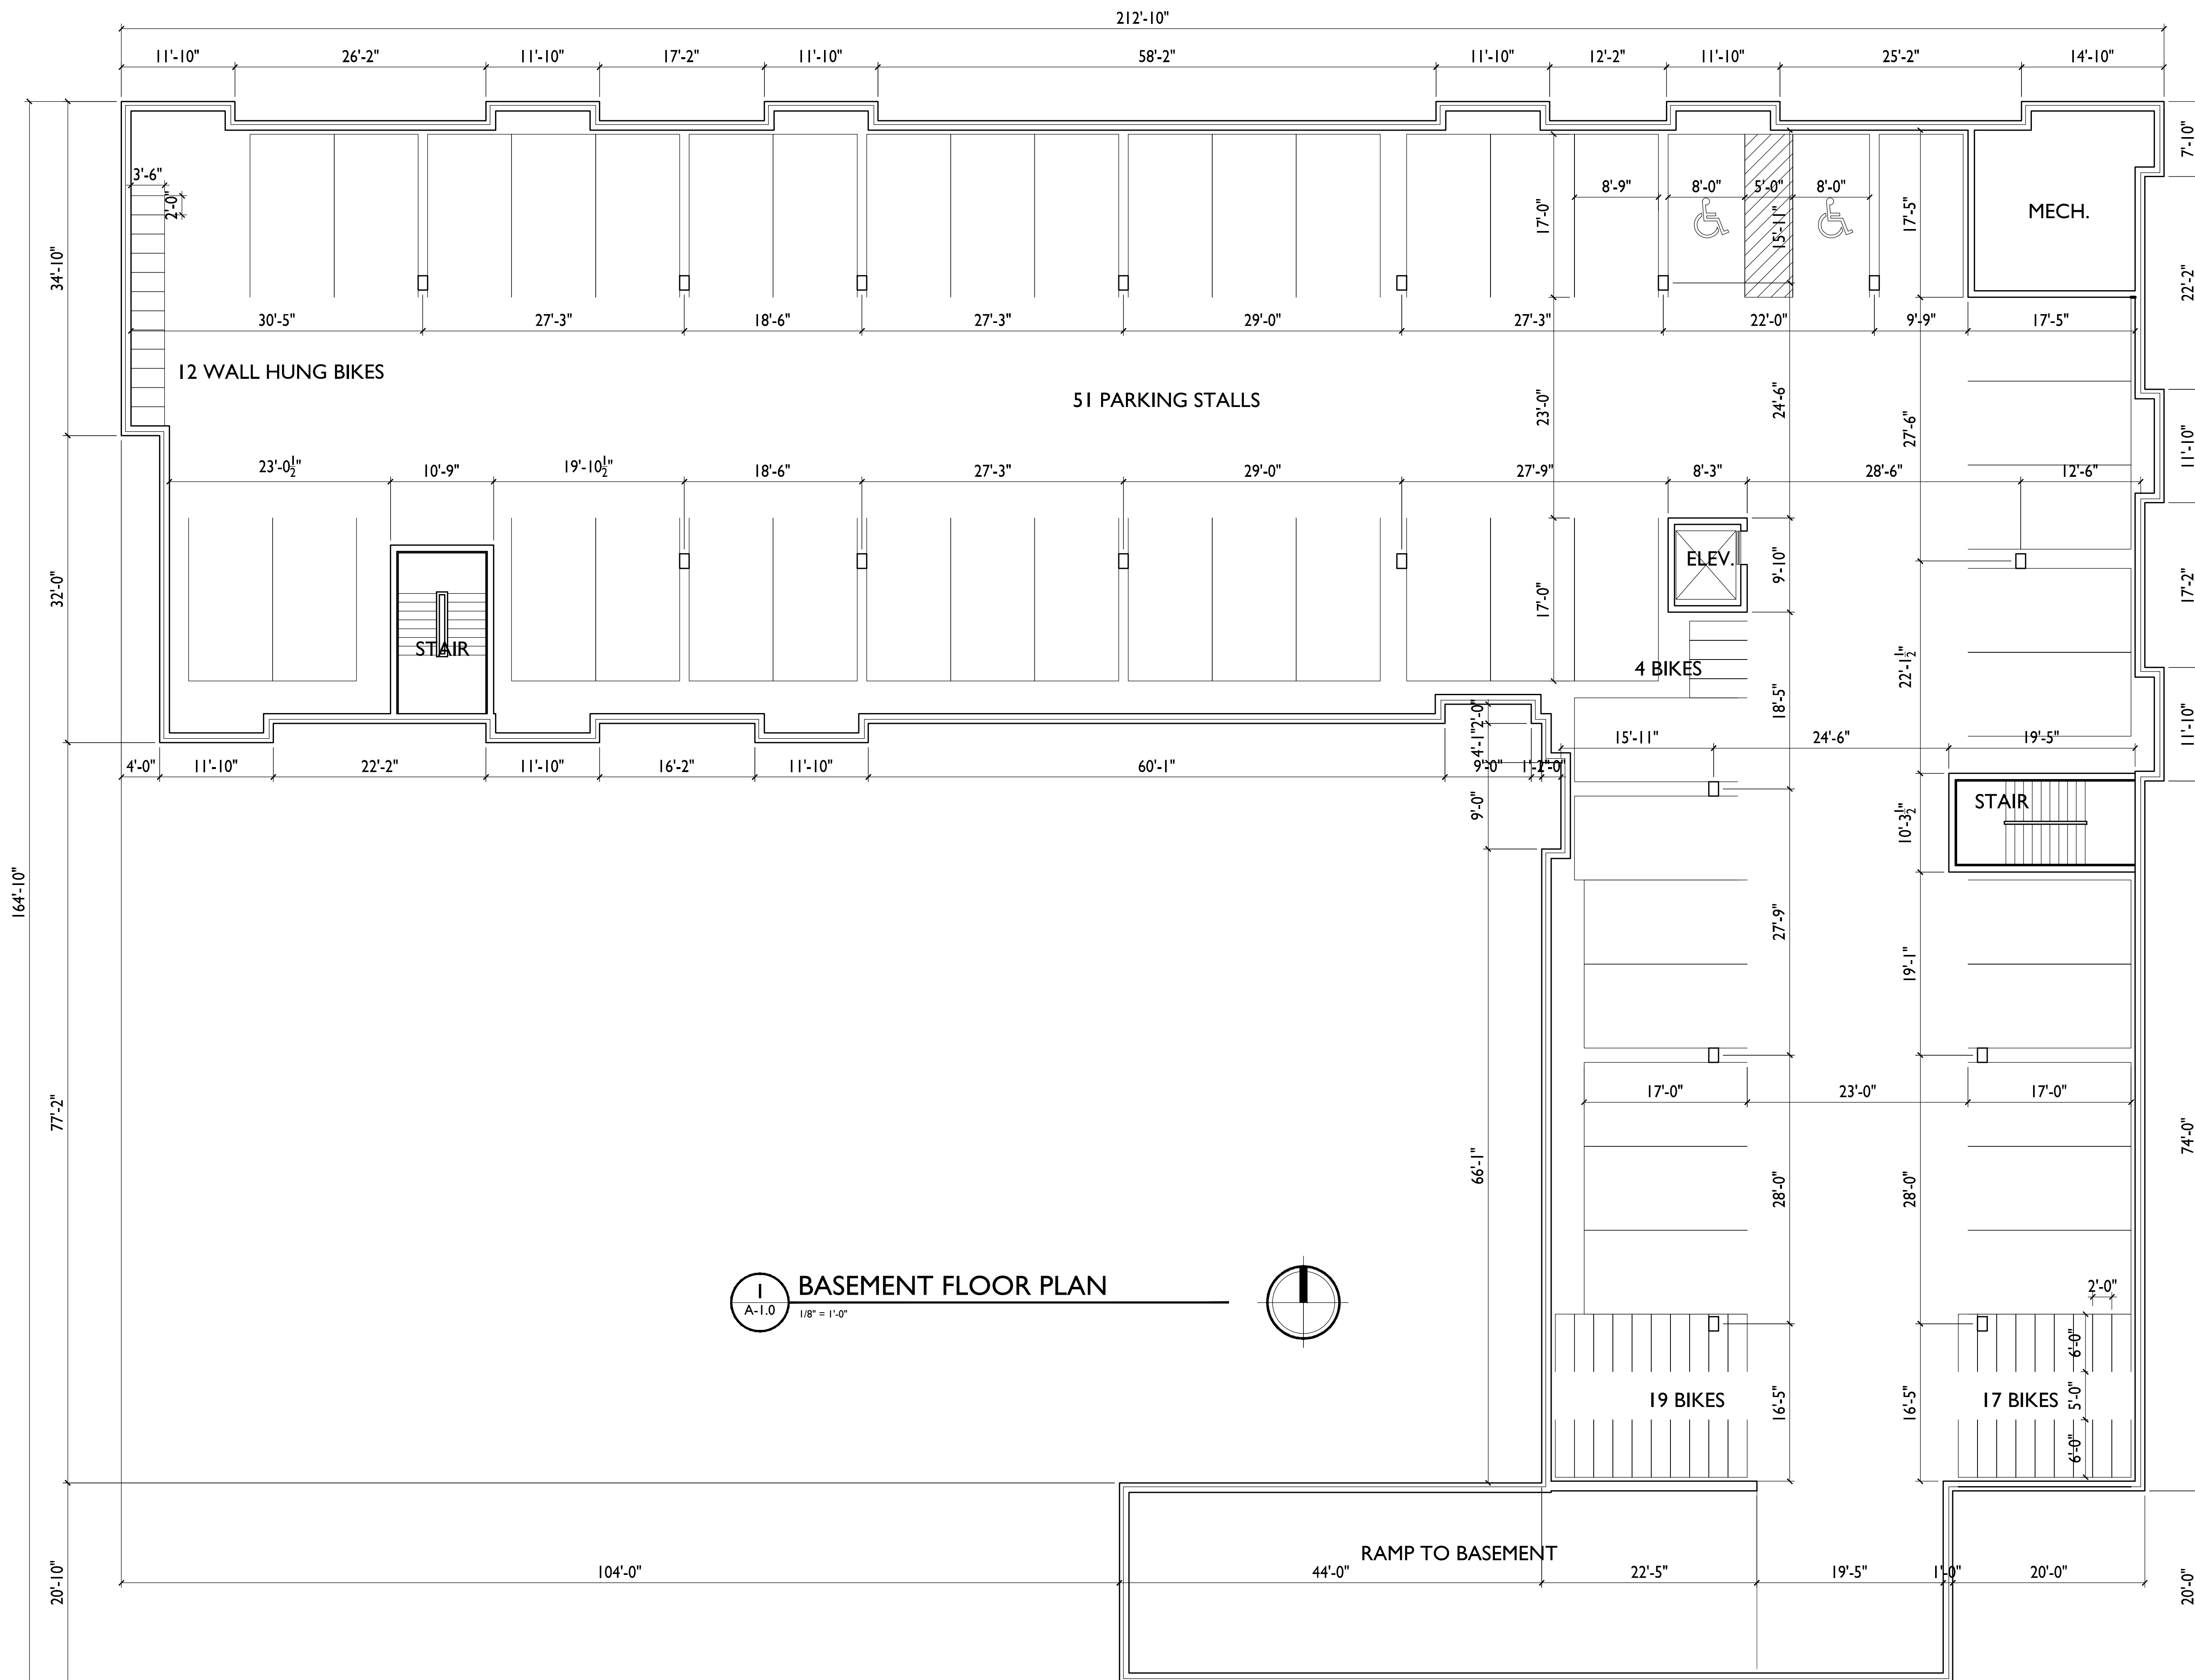 212'-10"
11'-10" 26'-2" 11'-10" 17'-2" 11'-10" 58'-2" 11'-10" 12'-2" 11'-10" 25'-2" 14'-10"
7'-10"
3'-6"
2'-0"
8'-9" 8'-0" 5'-0" 8'-0"
17'-0"
15'-11"
17'-5"
MECH.
34'-10"
22'-2"
30'-5" 27'-3" 18'-6" 27'-3" 29'-0" 27'-3" 22'-0" 9'-9" 17'-5"
12 WALL HUNG BIKES
51 PARKING STALLS
23'-0"
24'-6"
27'-6"
11'-10"
23'-0½" 10'-9" 19'-10½" 18'-6" 27'-3" 29'-0" 27'-9" 8'-3" 28'-6" 12'-6"
32'-0"
17'-0"
ELEV.
9'-10"
17'-2"
STAIR
4 BIKES
22'-1½"
18'-5"
11'-10"
2'-0"
4'-1"
15'-11" 24'-6" 19'-5"
4'-0" 11'-10" 22'-2" 11'-10" 16'-2" 11'-10" 60'-1" 9'-0" 1'-2" 2'-0"
9'-0"
STAIR
10'-3½"
164'-10"
27'-9"
19'-1"
17'-0" 23'-0" 17'-0"
77'-2"
66'-1"
28'-0"
28'-0"
74'-0"
1
A-1.0
BASEMENT FLOOR PLAN
1/8" = 1'-0"
2'-0"
6'-0"
19 BIKES
16'-5"
16'-5"
17 BIKES
5'-0"
6'-0"
RAMP TO BASEMENT
20'-10"
104'-0" 44'-0" 22'-5" 19'-5" 1'-0" 20'-0"
20'-0"